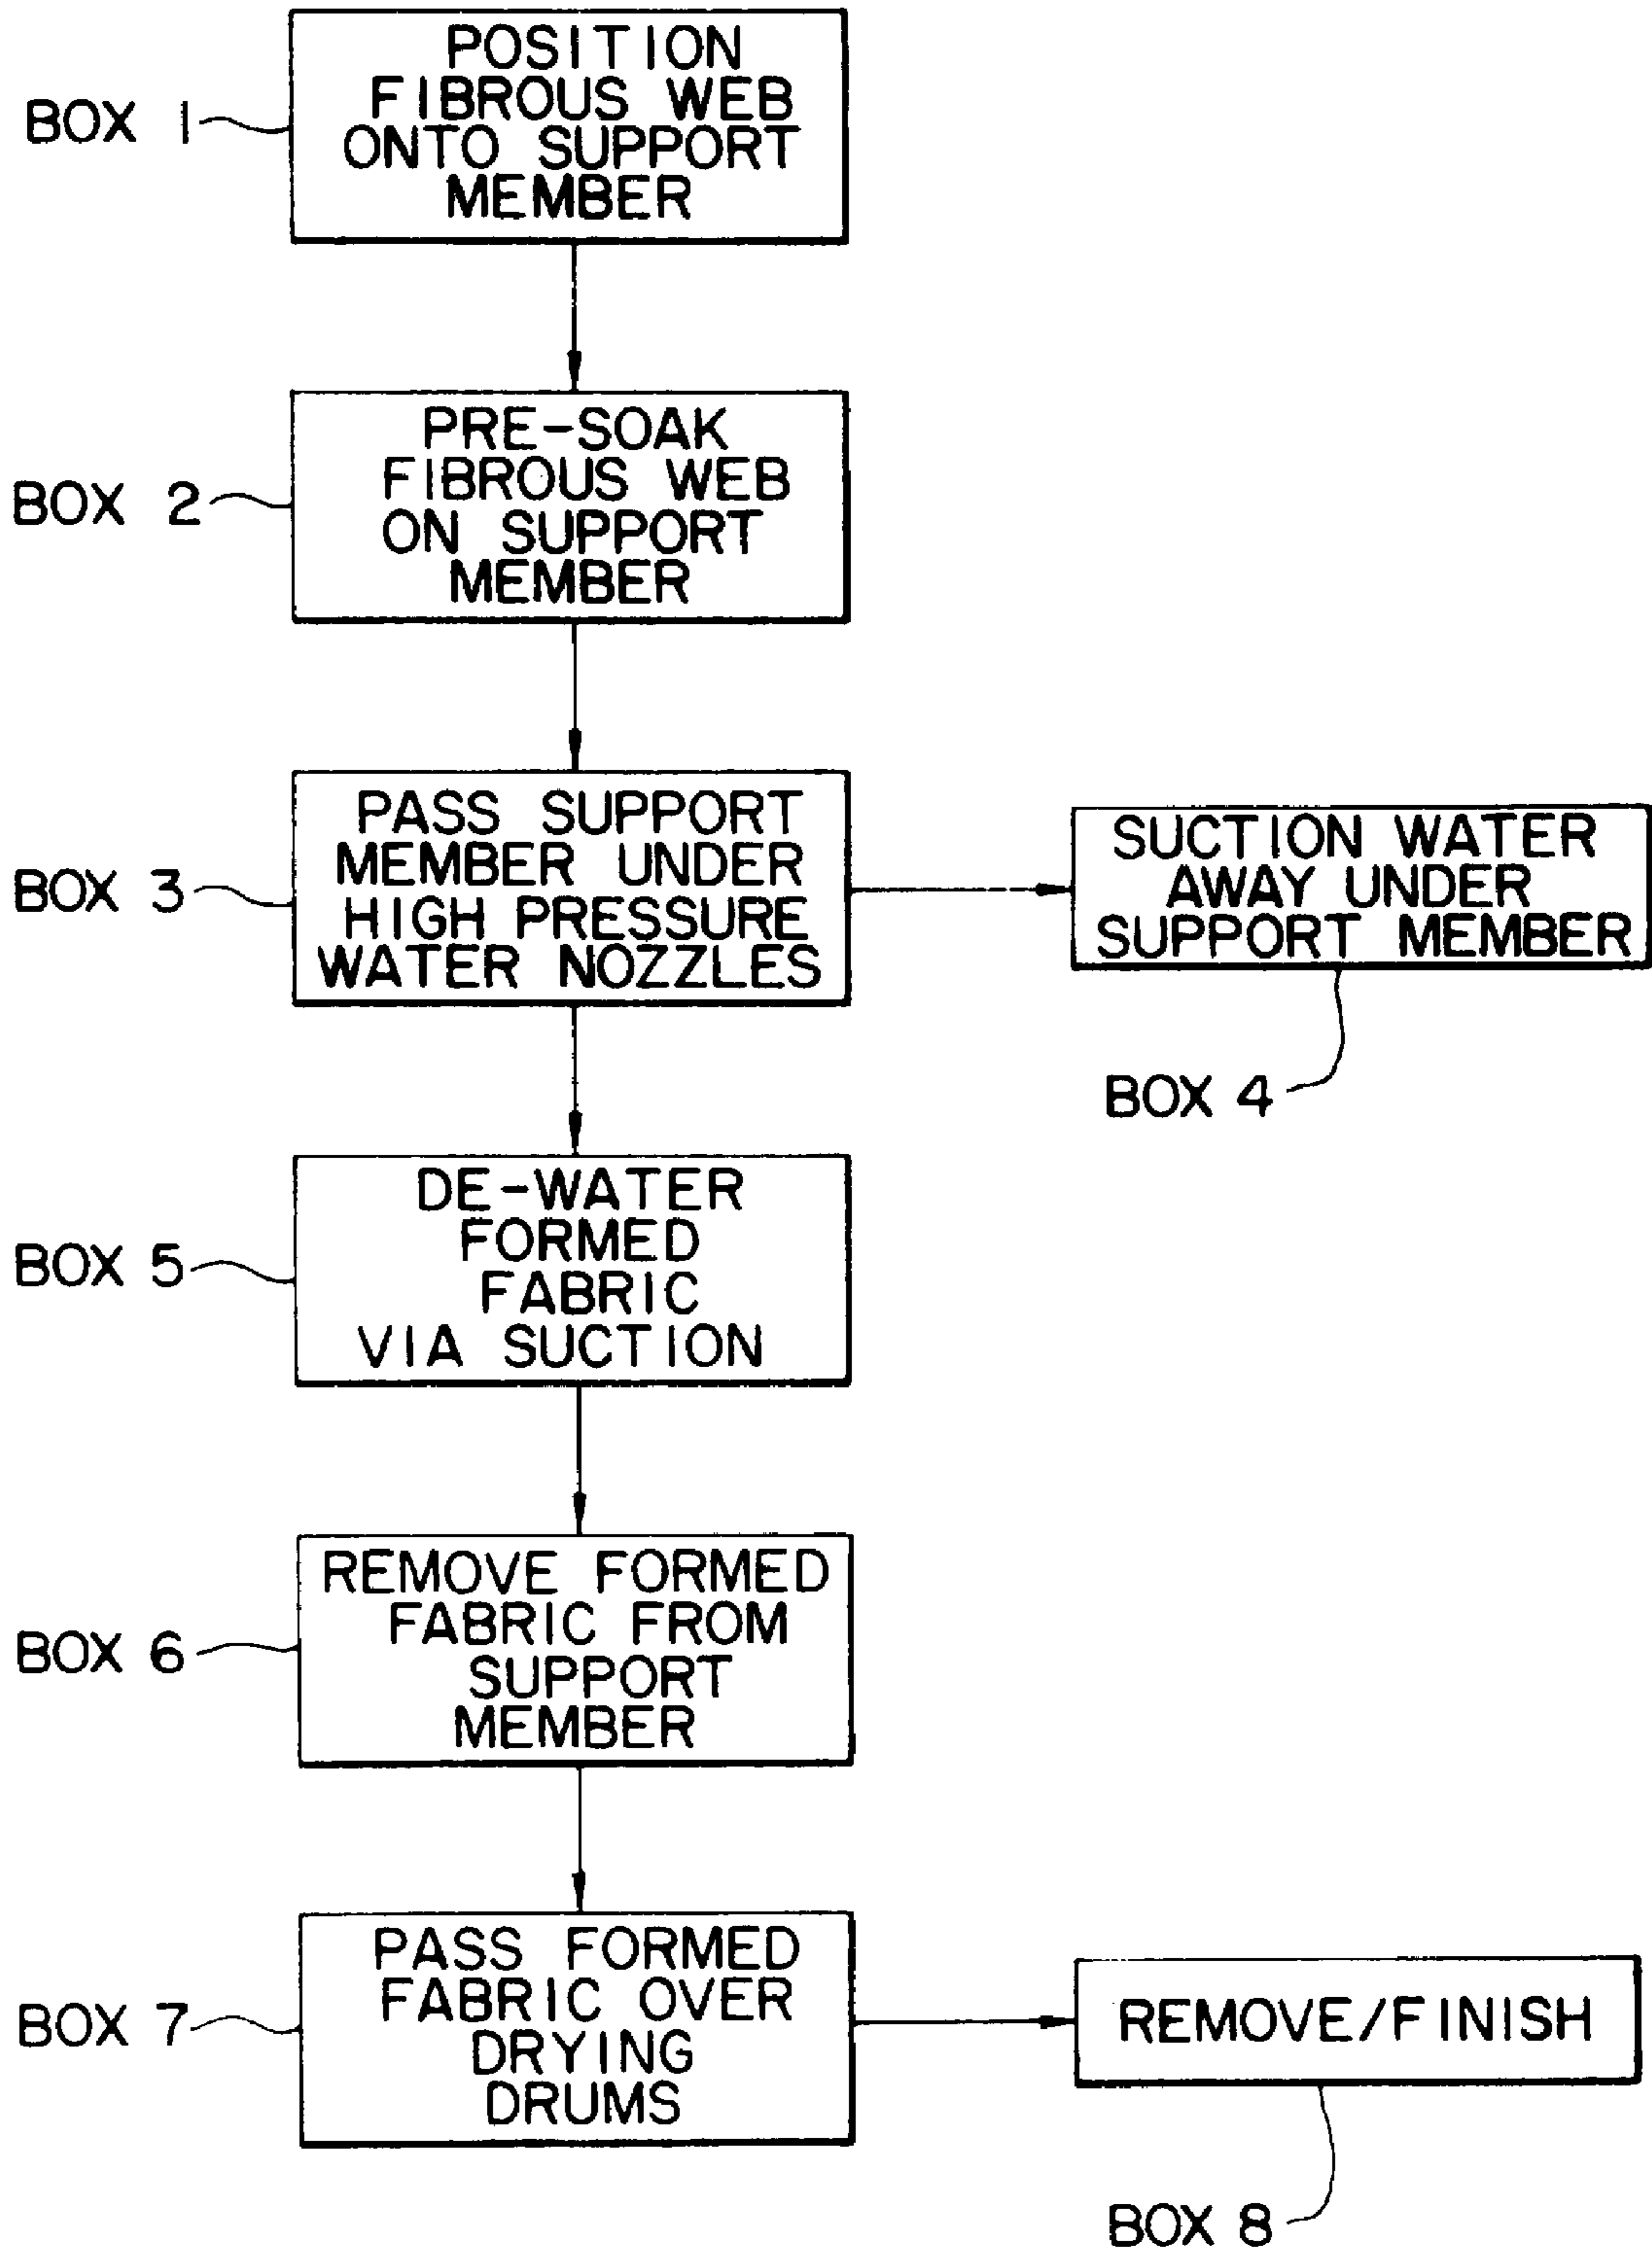 POSITION
FIBROUS WEB
ONTO SUPPORT
MEMBER
BOX 1
PRE-SOAK
FIBROUS WEB
ON SUPPORT
MEMBER
BOX 2
PASS SUPPORT
MEMBER UNDER
HIGH PRESSURE
WATER NOZZLES
BOX 3
SUCTION WATER
AWAY UNDER
SUPPORT MEMBER
BOX 4
DE-WATER
FORMED
FABRIC
VIA SUCTION
BOX 5
REMOVE FORMED
FABRIC FROM
SUPPORT
MEMBER
BOX 6
PASS FORMED
FABRIC OVER
DRYING
DRUMS
BOX 7
REMOVE/FINISH
BOX 8